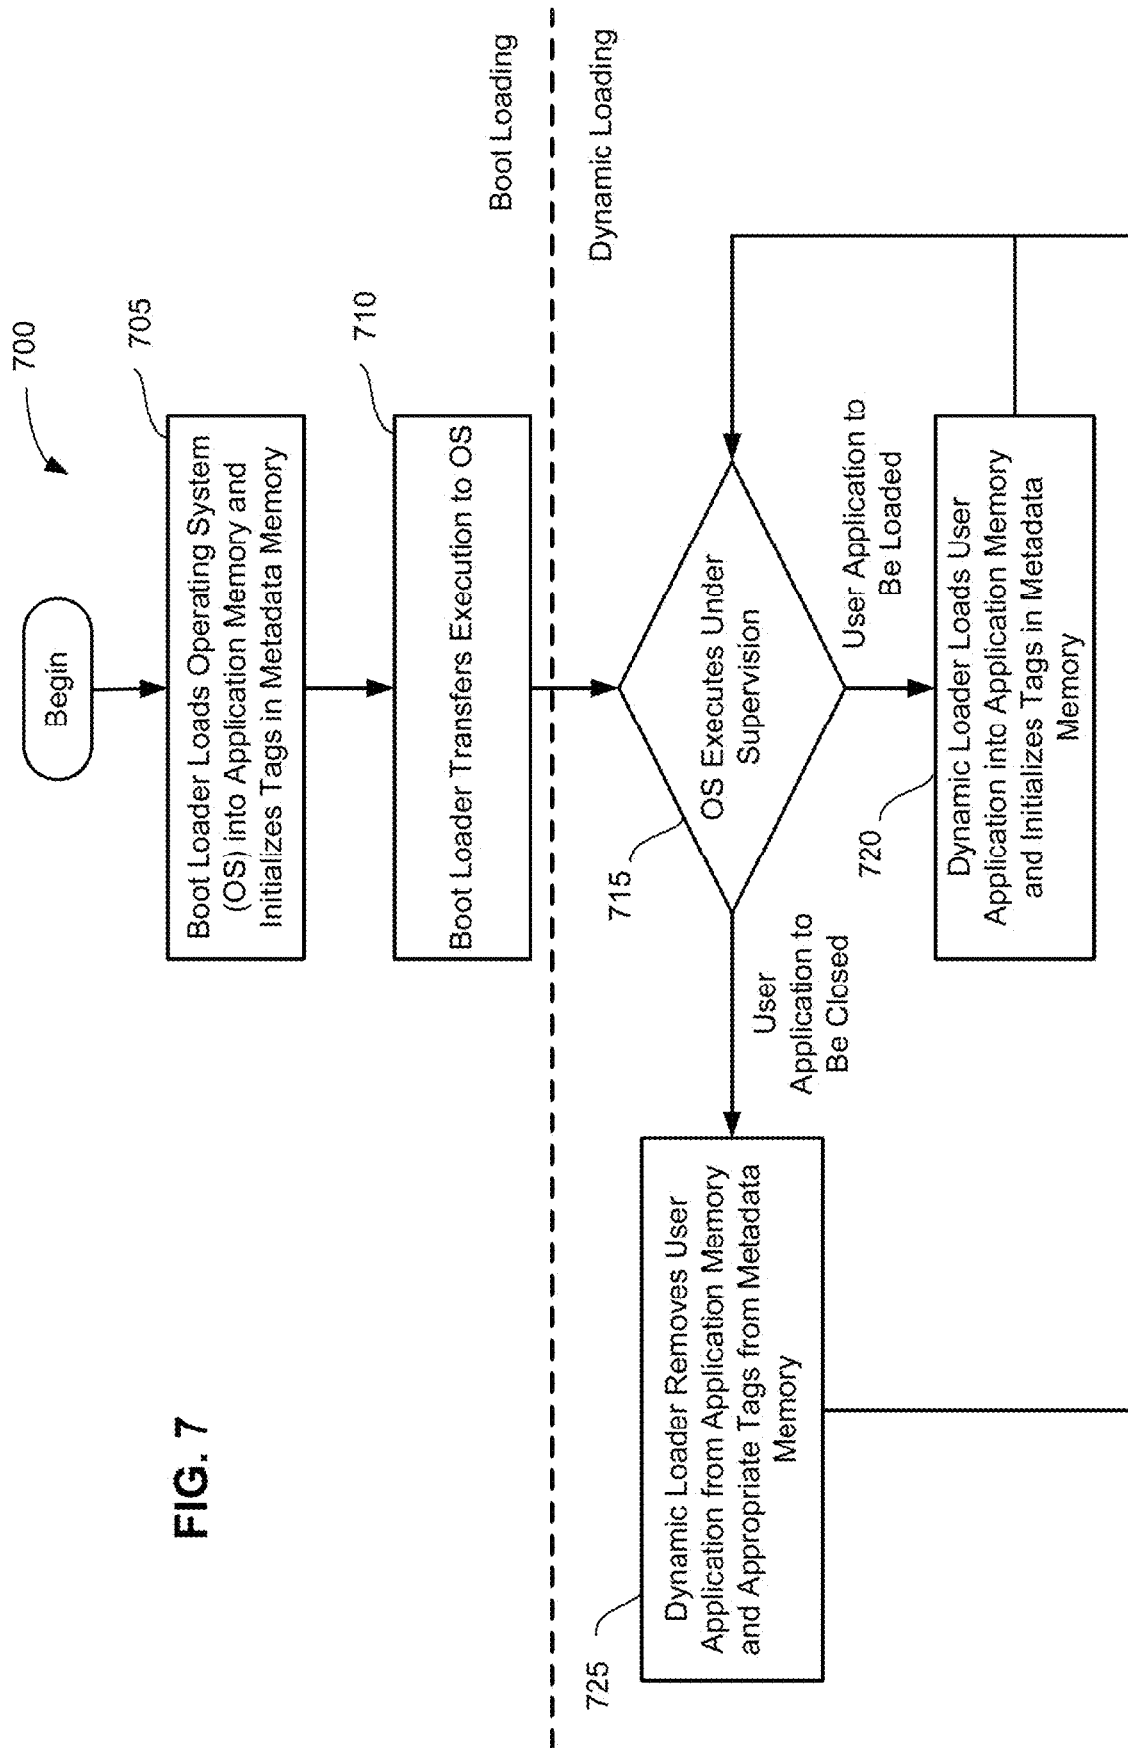 700
Begin
705
Boot Loader Loads Operating System
(OS) into Application Memory and
Initializes Tags in Metadata Memory
710
Boot Loader Transfers Execution to OS
Boot Loading
Dynamic Loading
715
OS Executes Under
Supervision
User Application to
Be Loaded
720
Dynamic Loader Loads User
Application into Application Memory
and Initializes Tags in Metadata
Memory
User
Application to
Be Closed
725
Dynamic Loader Removes User
Application from Application Memory
and Appropriate Tags from Metadata
Memory
FIG. 7